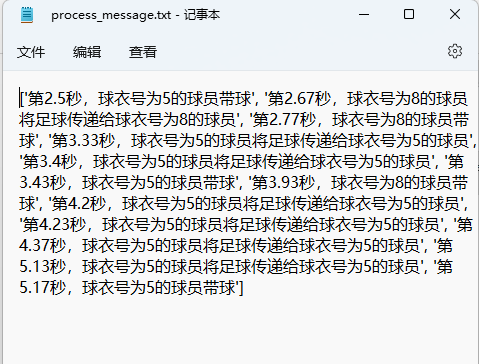 process_message.txt - 记事本
文件 编辑 查看
['第2.5秒，球衣号为5的球员带球', '第2.67秒，球衣号为8的球员
将足球传递给球衣号为8的球员', '第2.77秒，球衣号为8的球员带
球', '第3.33秒，球衣号为5的球员将足球传递给球衣号为5的球员',
'第3.4秒，球衣号为5的球员将足球传递给球衣号为5的球员', '第
3.43秒，球衣号为5的球员带球', '第3.93秒，球衣号为8的球员带
球', '第4.2秒，球衣号为5的球员将足球传递给球衣号为5的球员',
'第4.23秒，球衣号为5的球员将足球传递给球衣号为5的球员', '第
4.37秒，球衣号为5的球员将足球传递给球衣号为5的球员', '第
5.13秒，球衣号为5的球员将足球传递给球衣号为5的球员', '第
5.17秒，球衣号为5的球员带球']